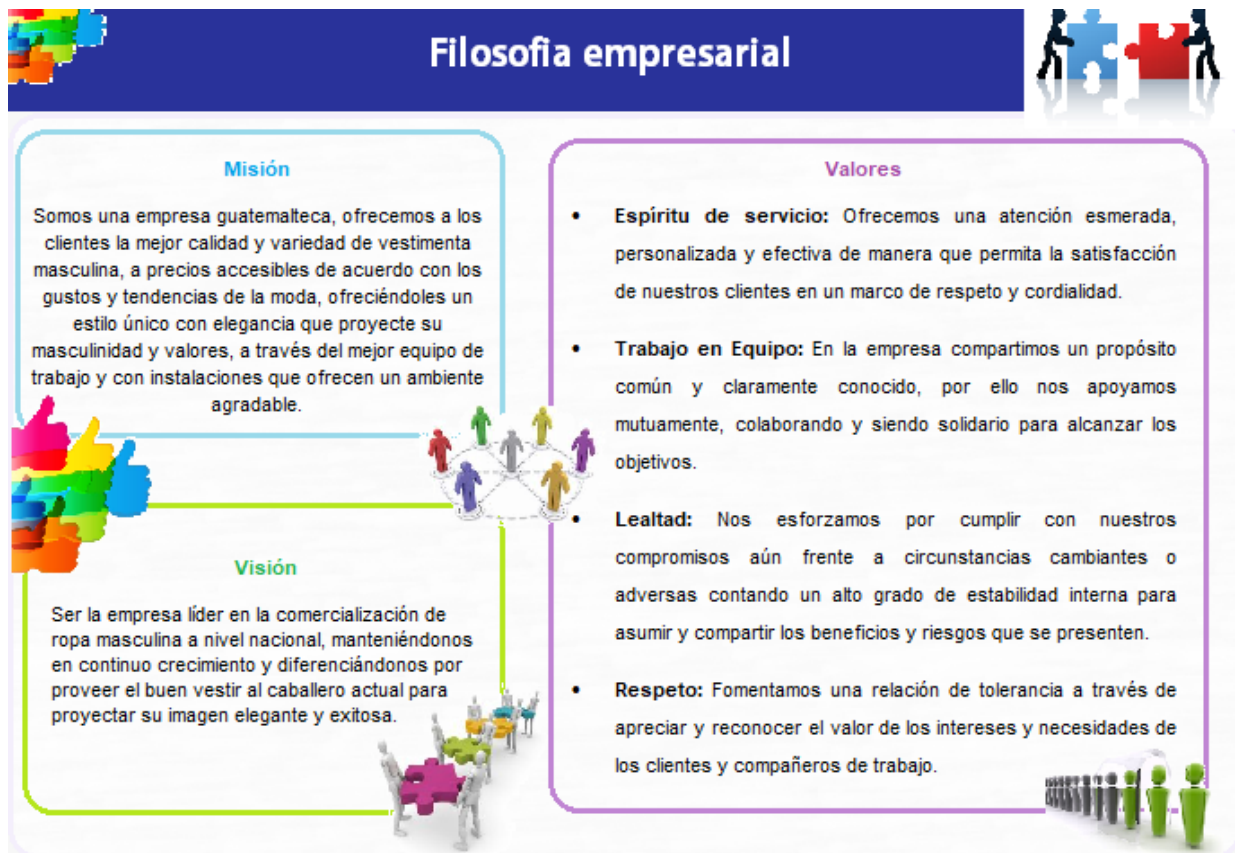 Filosofia empresarial
Misión
Somos una empresa guatemalteca, ofrecemos a los
clientes la mejor calidad y variedad de vestimenta
masculina, a precios accesibles de acuerdo con los
gustos y tendencias de la moda, ofreciéndoles un
estilo único con elegancia que proyecte su
masculinidad y valores, a través del mejor equipo de
trabajo y con instalaciones que ofrecen un ambiente
agradable.
Visión
Ser la empresa líder en la comercialización de
ropa masculina a nivel nacional, manteniéndonos
en continuo crecimiento y diferenciándonos por
proveer el buen vestir al caballero actual para
proyectar su imagen elegante y exitosa.
Valores
• Espíritu de servicio: Ofrecemos una atención esmerada,
personalizada y efectiva de manera que permita la satisfacción
de nuestros clientes en un marco de respeto y cordialidad.
• Trabajo en Equipo: En la empresa compartimos un propósito
común y claramente conocido, por ello nos apoyamos
mutuamente, colaborando y siendo solidario para alcanzar los
objetivos.
• Lealtad: Nos esforzamos por cumplir con nuestros
compromisos aún frente a circunstancias cambiantes o
adversas contando un alto grado de estabilidad interna para
asumir y compartir los beneficios y riesgos que se presenten.
• Respeto: Fomentamos una relación de tolerancia a través de
apreciar y reconocer el valor de los intereses y necesidades de
los clientes y compañeros de trabajo.